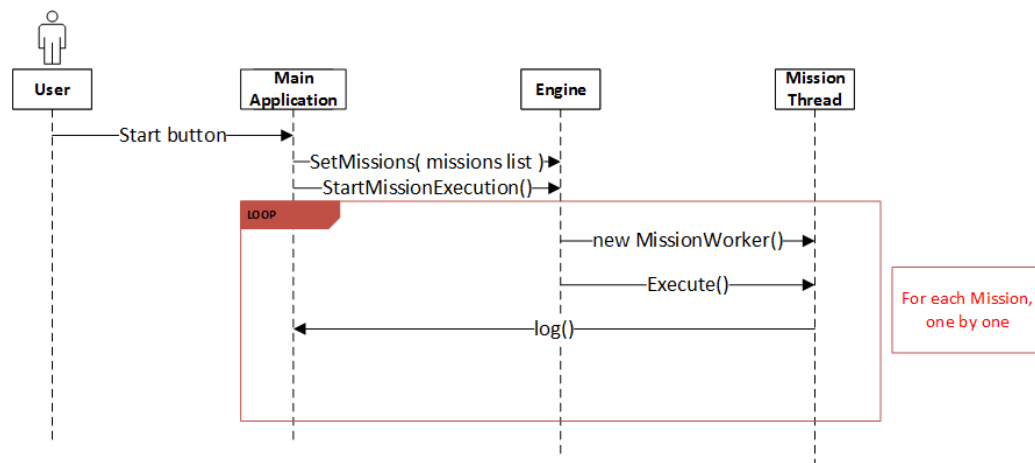 User
Main
Application
Engine
Mission
Thread
Start button
SetMissions( missions list )
StartMissionExecution()
LOOP
new MissionWorker()
Execute()
For each Mission,
one by one
log()